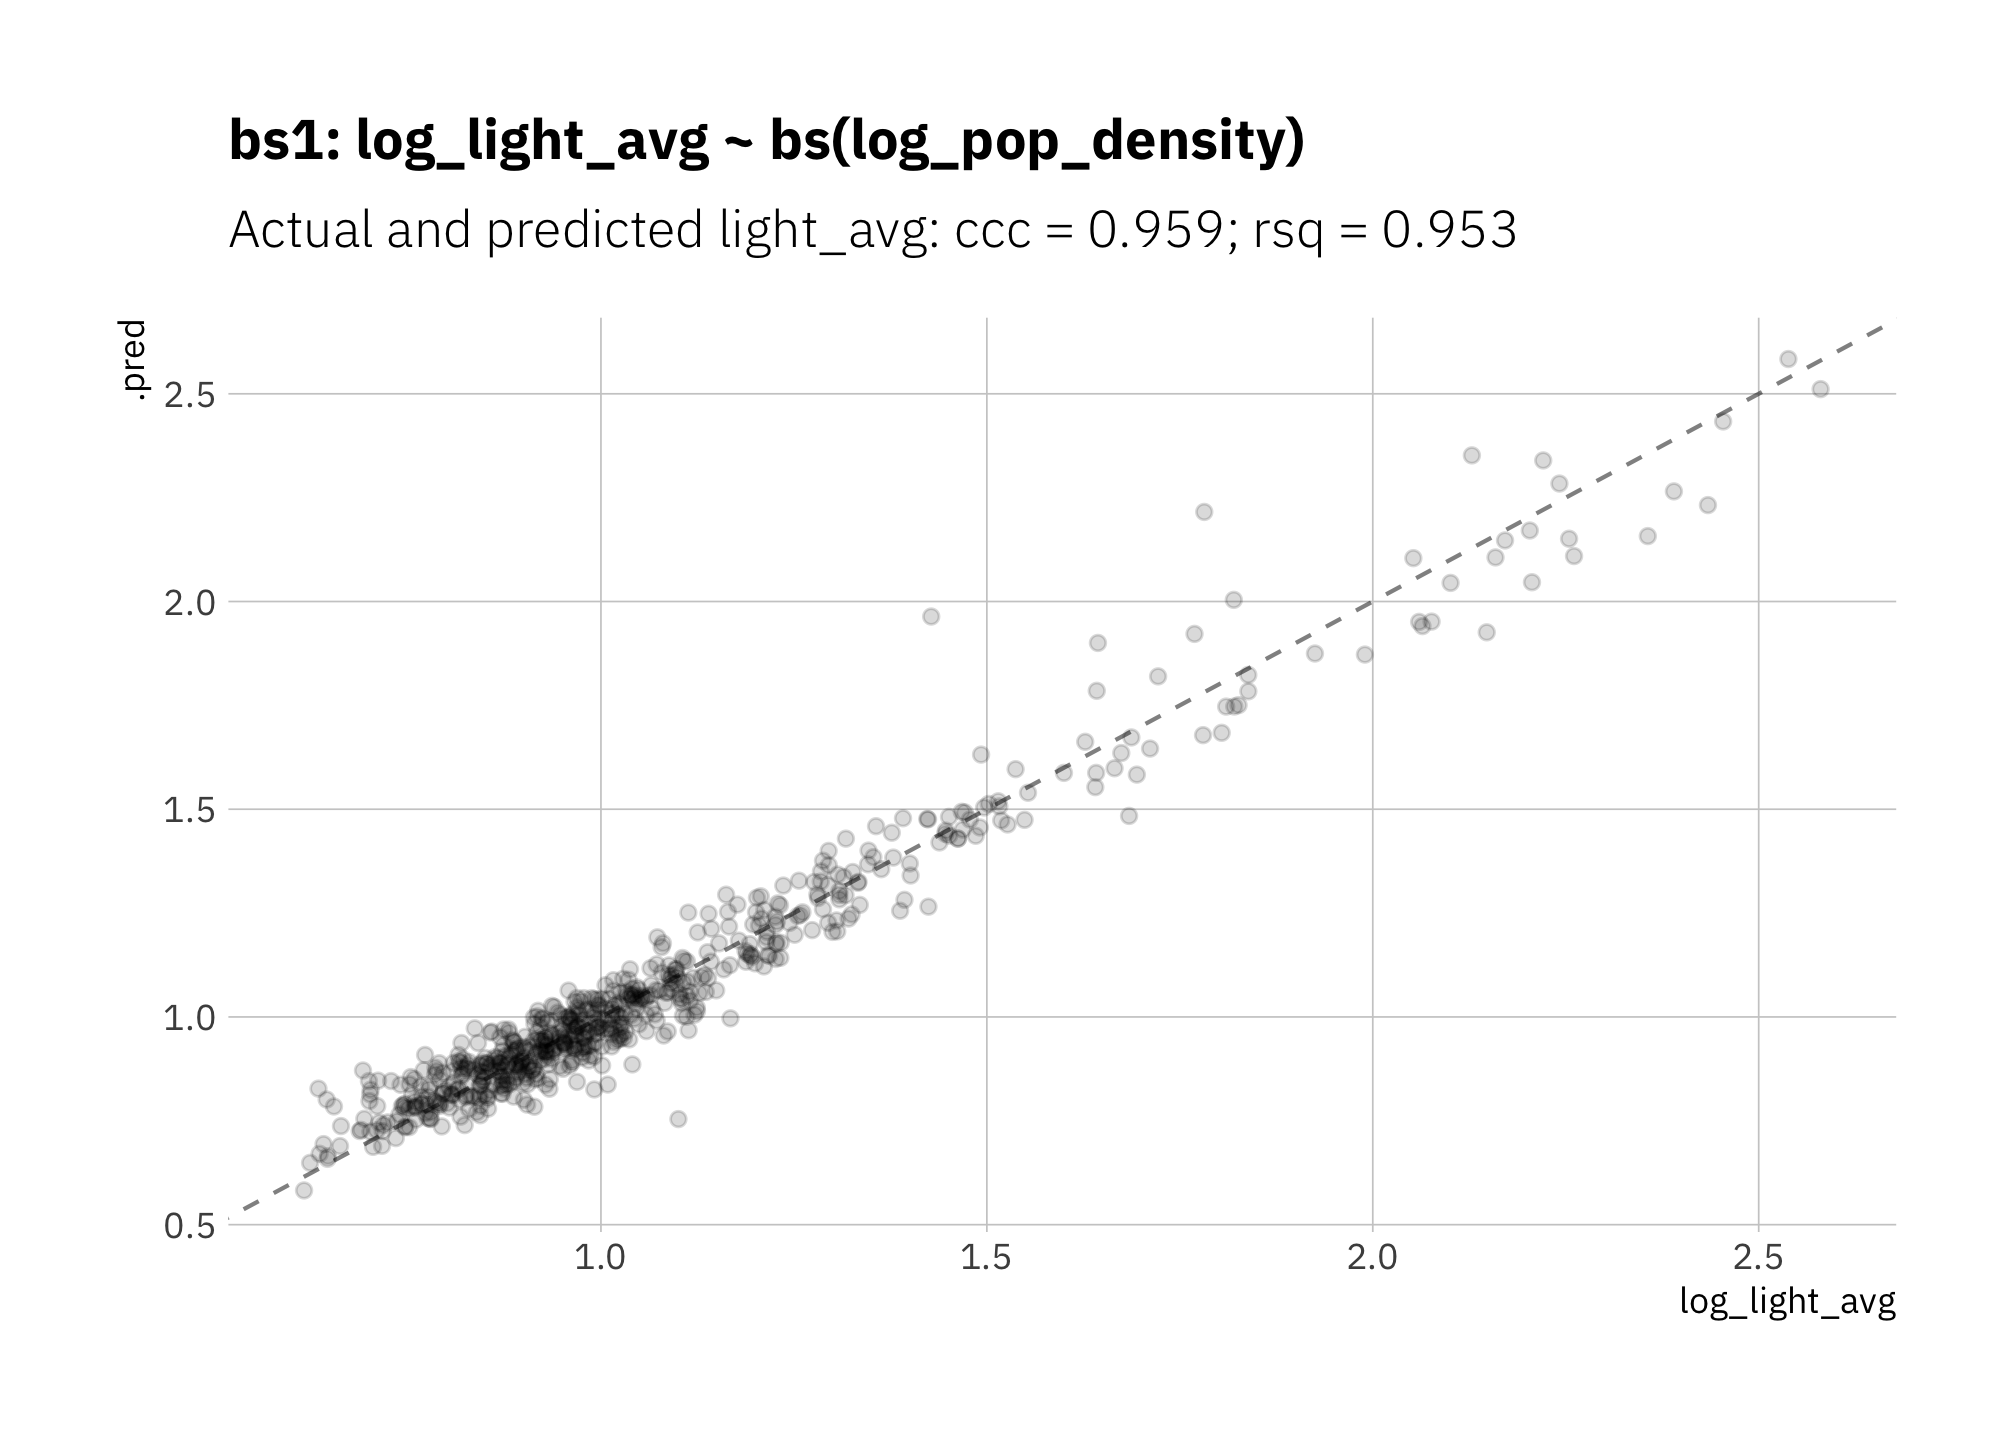 bs1: log_light_avg ~ bs(log_pop_density)
Actual and predicted light_avg: ccc = 0.959; rsq = 0.953
.pred
2.5
2.0
1.5
1.0
0.5
1.0 1.5 2.0 2.5
log_light_avg